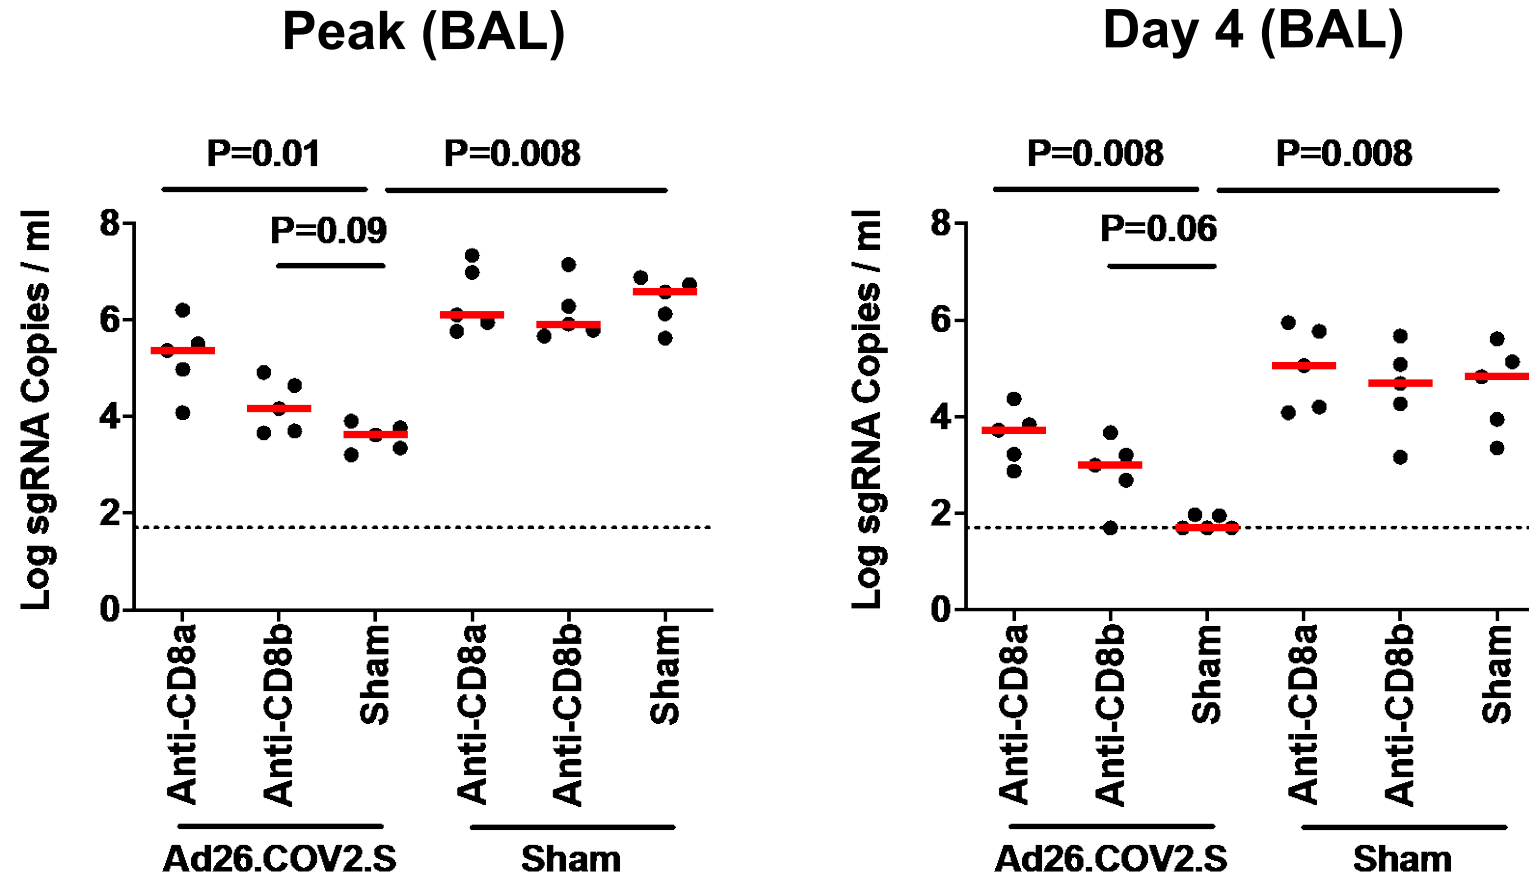 Peak (BAL)
P=0.01
P=0.008
P=0.09
Log sgRNA Copies / ml
8
6
4
2
0
Anti-CD8a
Anti-CD8b
Sham
Anti-CD8a
Anti-CD8b
Sham
Ad26.COV2.S
Sham
Day 4 (BAL)
P=0.008
P=0.008
P=0.06
Log sgRNA Copies / ml
8
6
4
2
0
Anti-CD8a
Anti-CD8b
Sham
Anti-CD8a
Anti-CD8b
Sham
Ad26.COV2.S
Sham